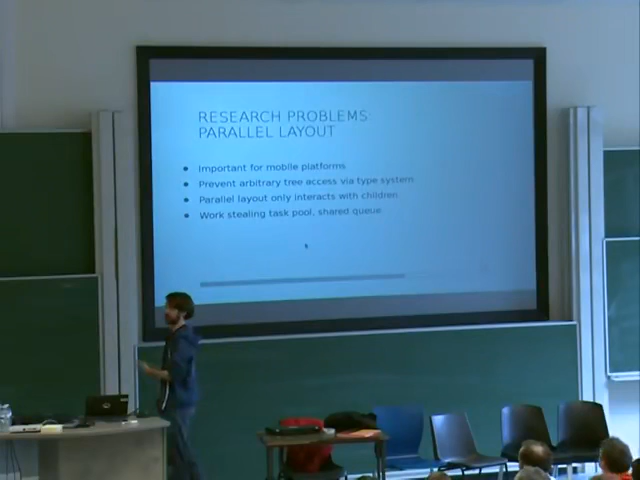 RESEARCH PROBLEMS:
PARALLEL LAYOUT
Important for mobile platforms
Prevent arbitrary tree access via type system
Parallel layout only interacts with children
Work stealing task pool, shared queue